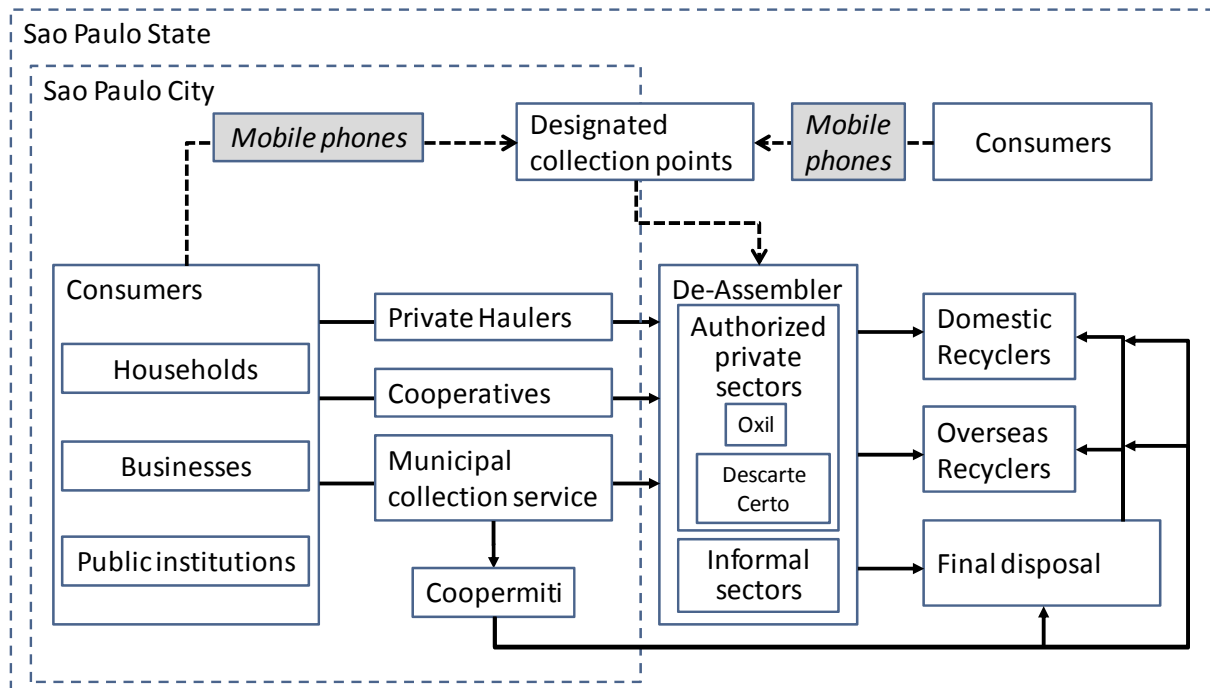 Sao Paulo State
Sao Paulo City
Mobile phones
Designated
collection points
Mobile
phones
Consumers
Consumers
Households
Businesses
Public institutions
Private Haulers
Cooperatives
Municipal
collection service
Coopermiti
De-Assembler
Authorized
private
sectors
Oxil
Descarte
Certo
Informal
sectors
Domestic
Recyclers
Overseas
Recyclers
Final disposal